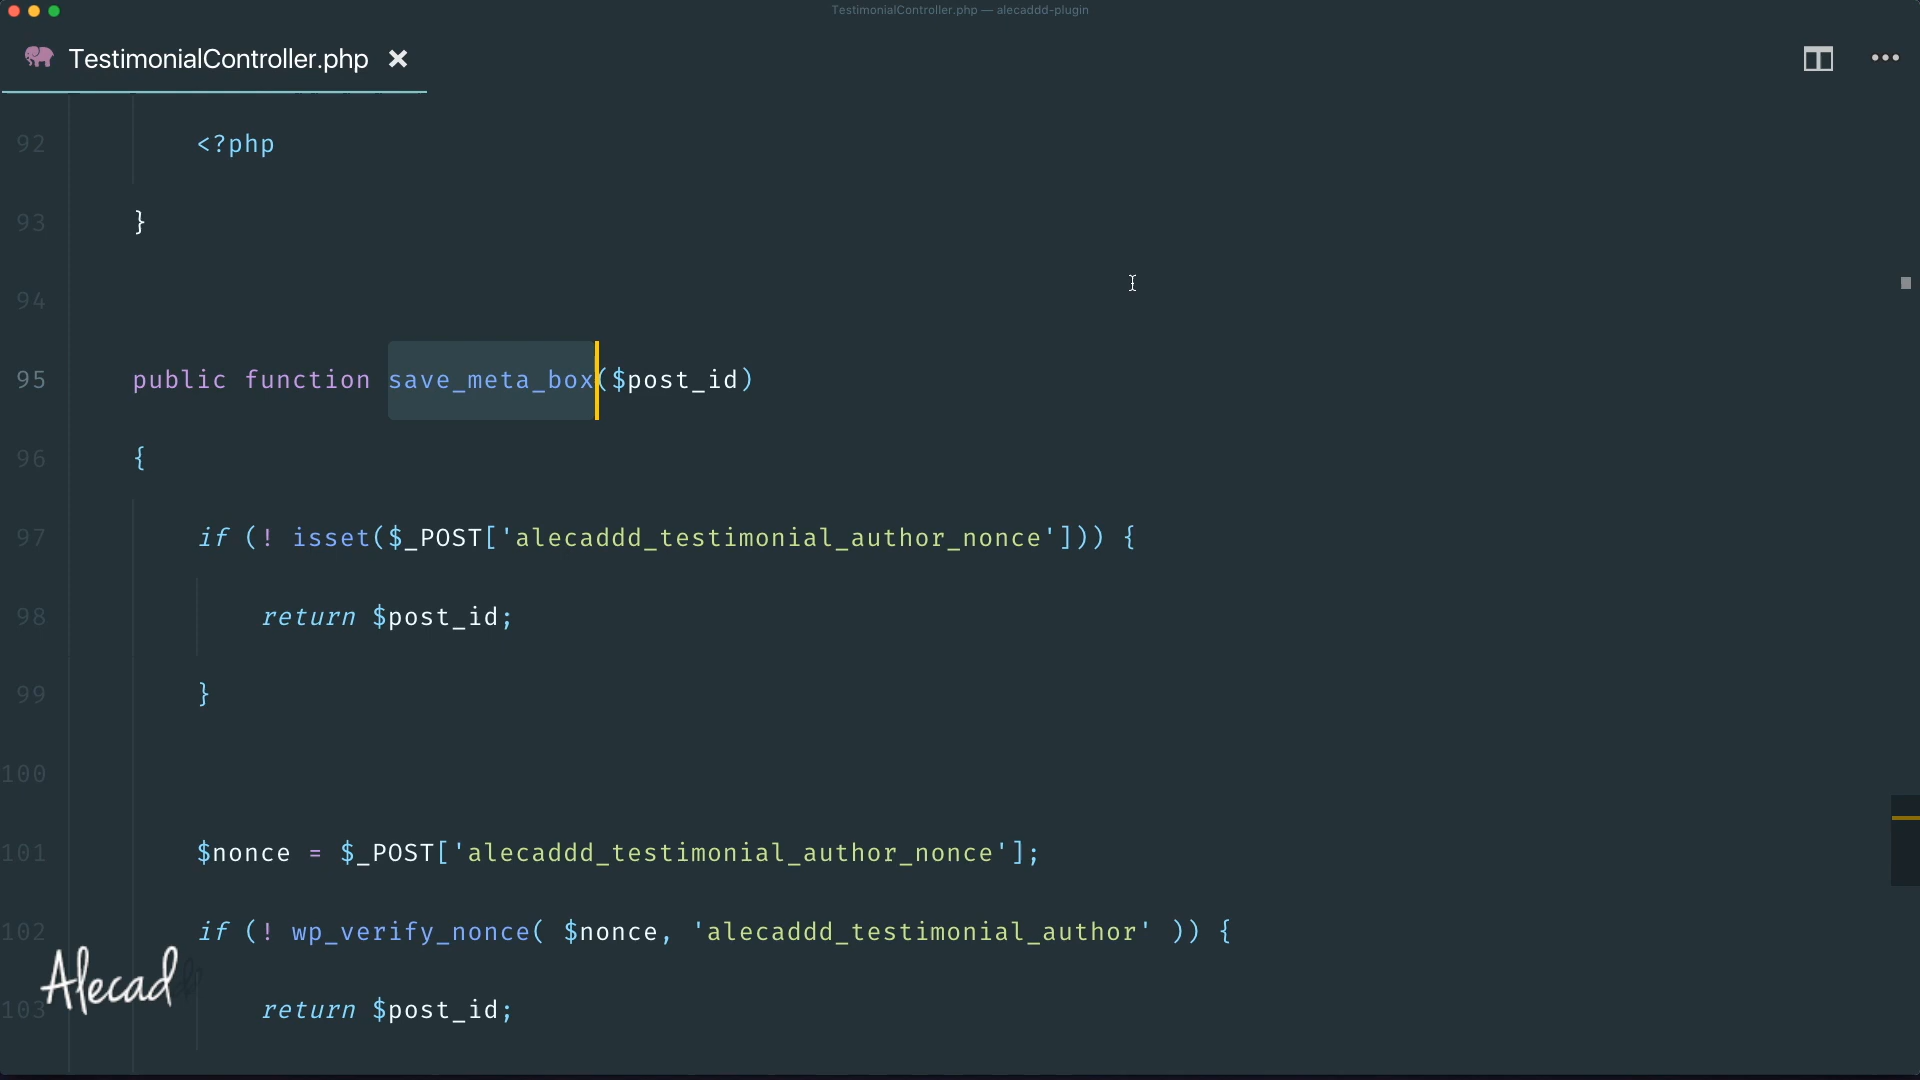 TestimonialController.php — alecaddd-plugin
TestimonialController.php
92 <?php
93 }
94
95 public function save_meta_box($post_id)
96 {
97 if (! isset($_POST['alecaddd_testimonial_author_nonce'])) {
98 return $post_id;
99 }
100
101 $nonce = $_POST['alecaddd_testimonial_author_nonce'];
102 if (! wp_verify_nonce( $nonce, 'alecaddd_testimonial_author' )) {
103 return $post_id;
Alecad